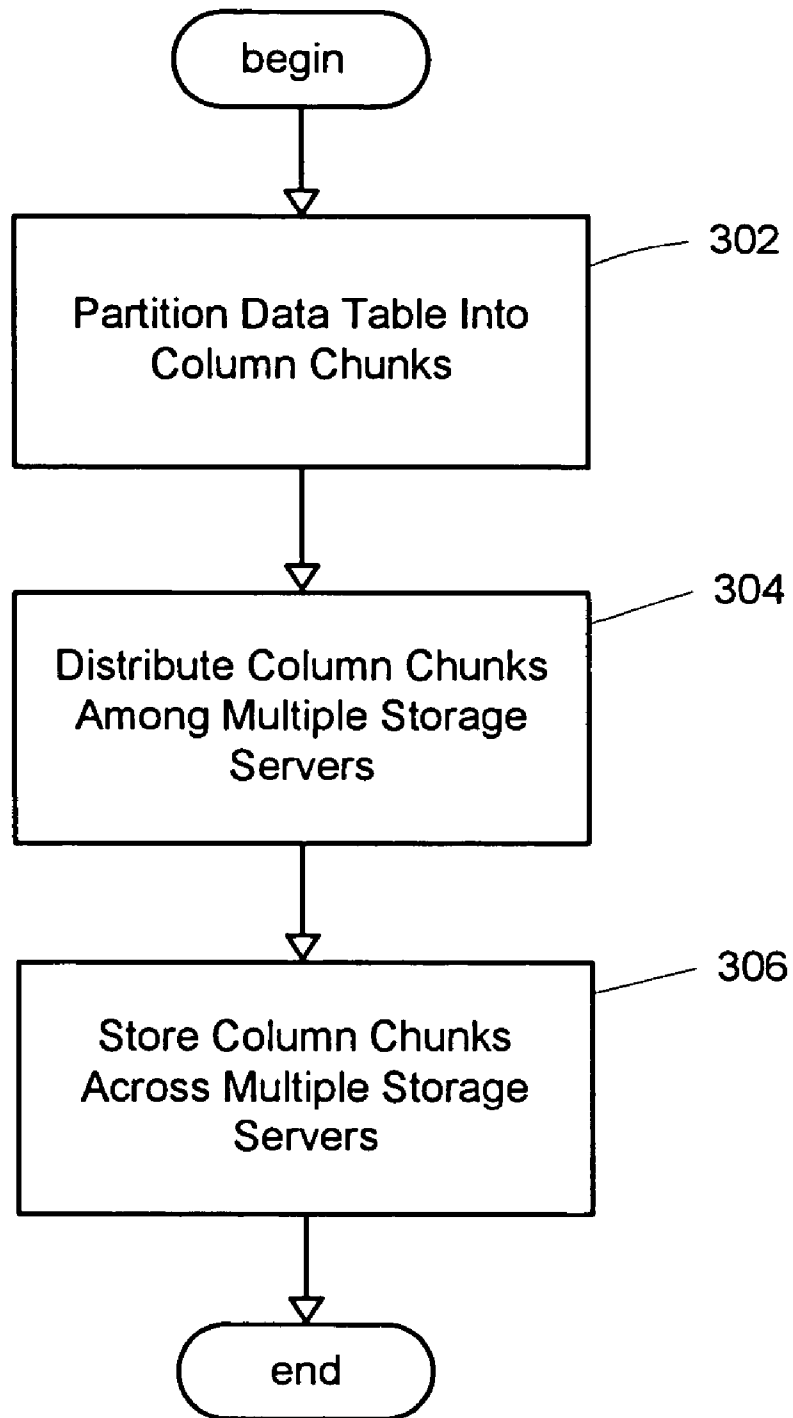 begin
302
Partition Data Table Into
Column Chunks
304
Distribute Column Chunks
Among Multiple Storage
Servers
306
Store Column Chunks
Across Multiple Storage
Servers
end